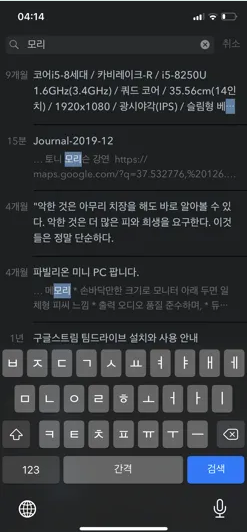 04:14
모리
취소
9개월
코어i5-8세대 / 카비레이크-R / i5-8250U
1.6GHz(3.4GHz) / 쿼드 코어 / 35.56cm(14인
치) / 1920x1080 / 광시야각(IPS) / 슬림형 베…
15분
Journal-2019-12
… 토니 모리슨 강연 https://
maps.google.com/?q=37.532776,%20126.…
4개월
"악한 것은 아무리 치장을 해도 바로 알아볼 수 있
다. 악한 것은 더 많은 피와 희생을 요구한다. 이것
들은 정말 단순하다.
4개월
파빌리온 미니 PC 팝니다.
… 메모리 * 손바닥만한 크기로 모니터 아래 두면 일
체형 피씨 느낌 * 출력 오디오 품질 준수하며, * 듀…
1년
구글스트림 팀드라이브 설치와 사용 안내
ㅂ ㅈ ㄷ ㄱ ㅅ ㅛ ㅕ ㅑ ㅐ ㅔ
ㅁ ㄴ ㅇ ㄹ ㅎ ㅗ ㅓ ㅏ ㅣ
ㅋ ㅌ ㅊ ㅍ ㅠ ㅜ ㅡ
123 간격 검색